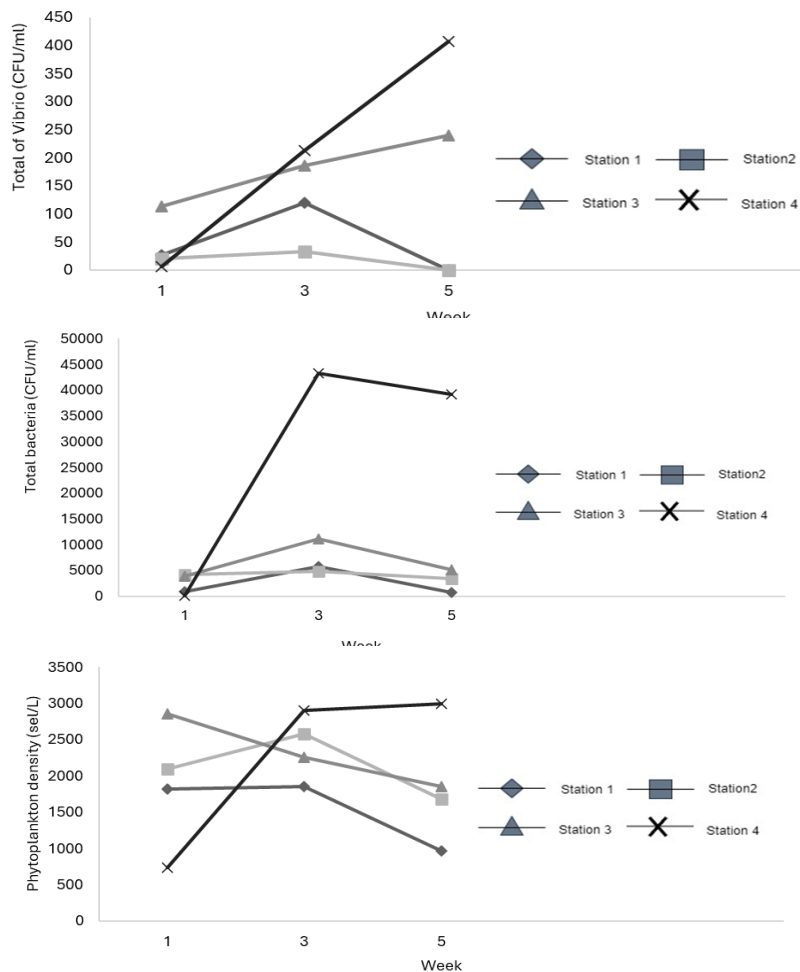 Total of Vibrio (CFU/ml)
450
400
350
300
250
200
150
100
50
0
1 3 5
Week
Station 1 Station2
Station 3 Station 4
Total bacteria (CFU/ml)
50000
45000
40000
35000
30000
25000
20000
15000
10000
5000
0
1 3 5
Week
Station 1 Station2
Station 3 Station 4
Phytoplankton density (sel/L)
3500
3000
2500
2000
1500
1000
500
0
1 3 5
Week
Station 1 Station2
Station 3 Station 4